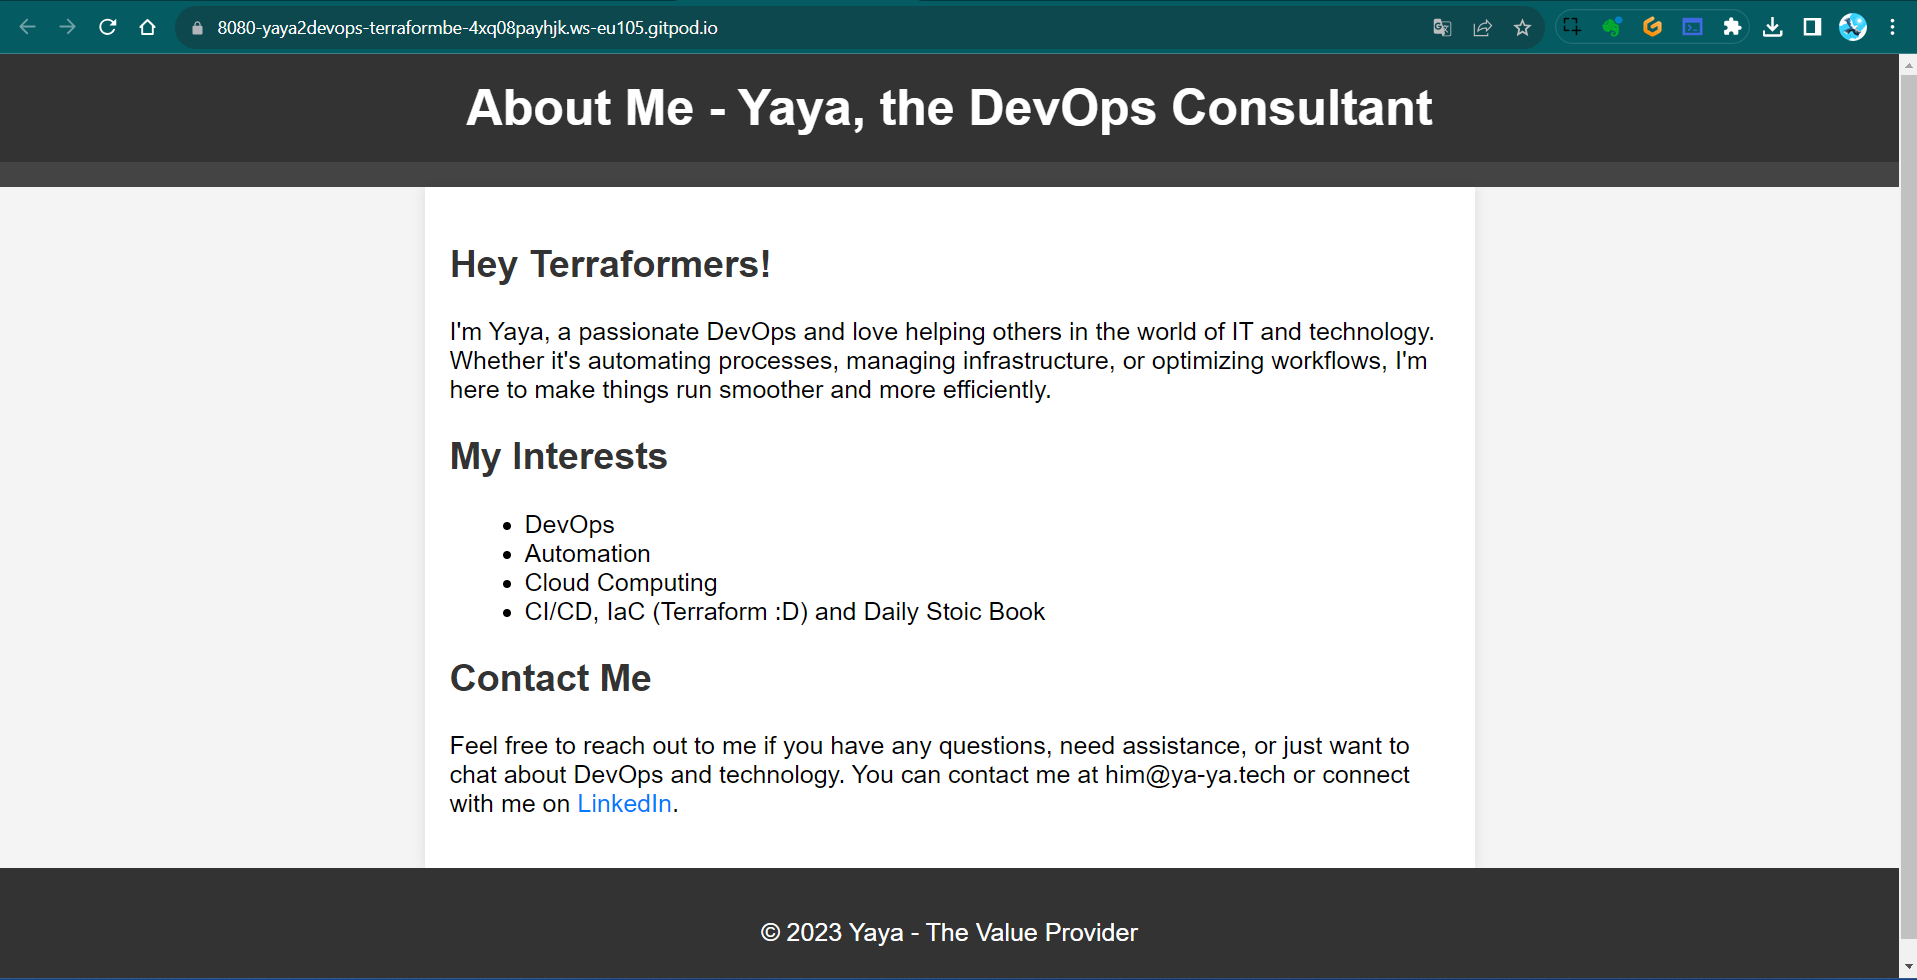 8080-yaya2devops-terraformbe-4xq08payhjk.ws-eu105.gitpod.io
About Me - Yaya, the DevOps Consultant
Hey Terraformers!
I'm Yaya, a passionate DevOps and love helping others in the world of IT and technology.
Whether it's automating processes, managing infrastructure, or optimizing workflows, I'm
here to make things run smoother and more efficiently.
My Interests
• DevOps
• Automation
• Cloud Computing
• CI/CD, IaC (Terraform :D) and Daily Stoic Book
Contact Me
Feel free to reach out to me if you have any questions, need assistance, or just want to
chat about DevOps and technology. You can contact me at him@ya-ya.tech or connect
with me on LinkedIn.
© 2023 Yaya - The Value Provider